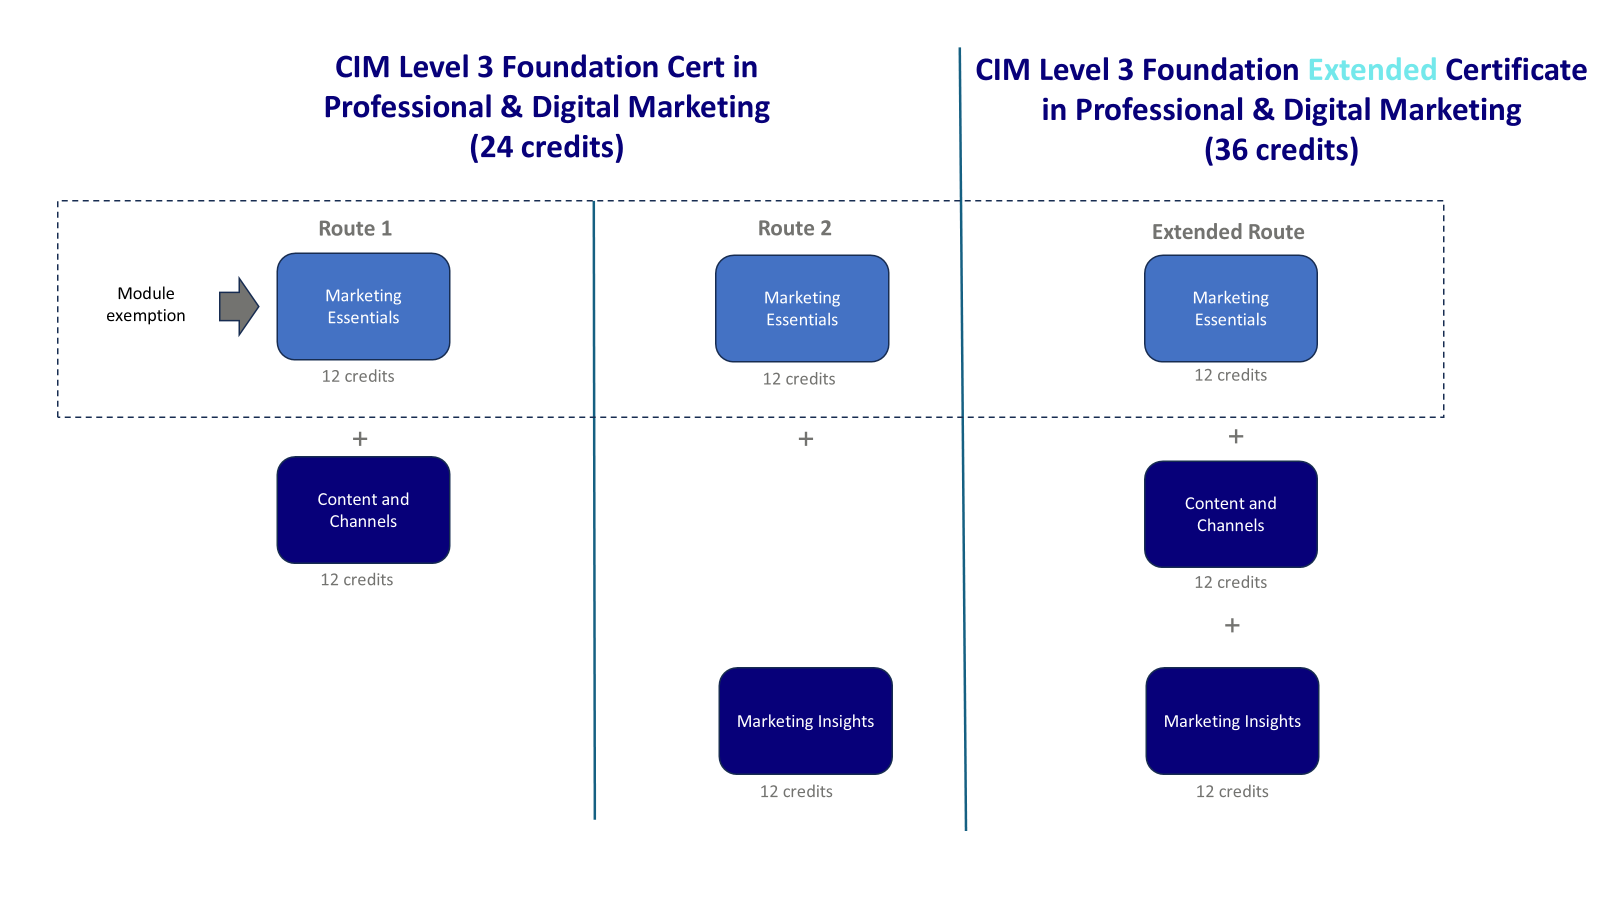 CIM Level 3 Foundation Cert in
Professional & Digital Marketing
(24 credits)
CIM Level 3 Foundation Extended Certificate
in Professional & Digital Marketing
(36 credits)
Route 1
Module
exemption
Marketing
Essentials
12 credits
+
Content and
Channels
12 credits
Route 2
Marketing
Essentials
12 credits
+
Marketing Insights
12 credits
Extended Route
Marketing
Essentials
12 credits
+
Content and
Channels
12 credits
+
Marketing Insights
12 credits